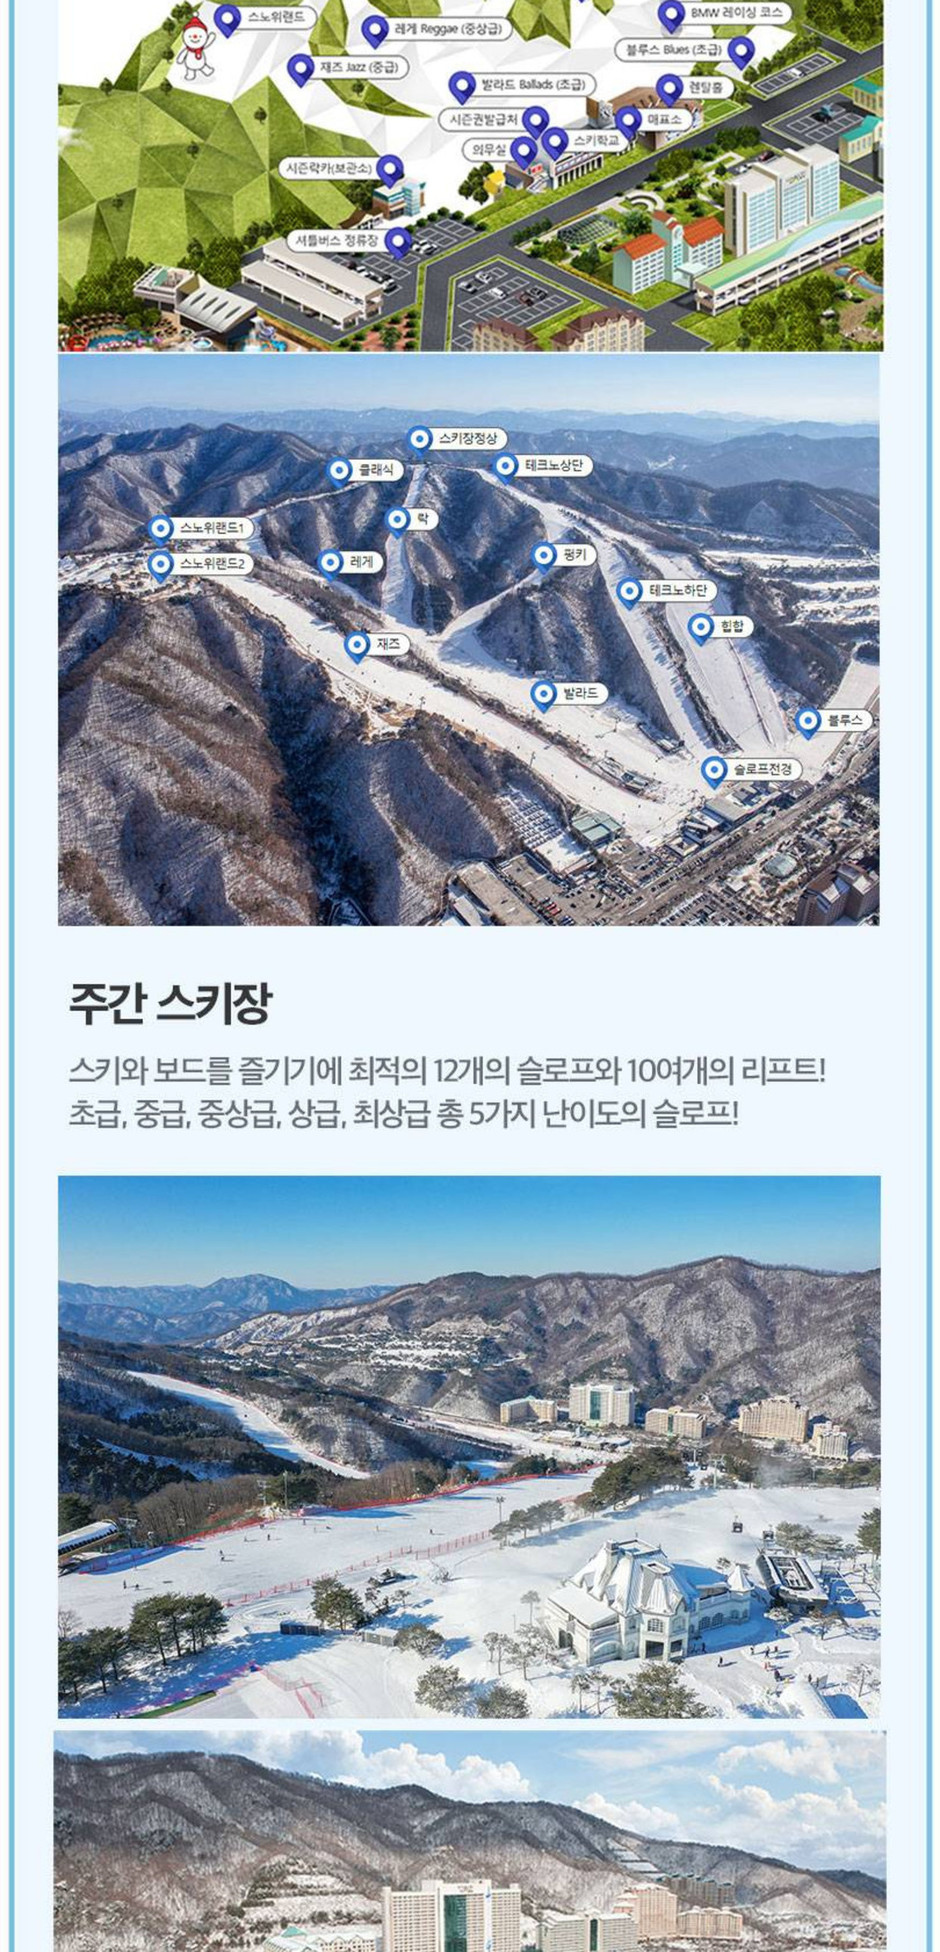 스노위랜드
레게 Reggae (중상급)
BMW 레이싱 코스
블루스 Blues (초급)
재즈 Jazz (중급)
발라드 Ballads (초급)
렌탈홀
시즌권발급처
매표소
스키학교
의무실
시즌락카(보관소)
셔틀버스 정류장
스키장정상
클래식
테크노상단
스노위랜드1
락
스노위랜드2
레게
펑키
테크노하단
힙합
재즈
발라드
블루스
슬로프전경
주간 스키장
스키와 보드를 즐기기에 최적의 12개의 슬로프와 10여개의 리프트!
초급, 중급, 중상급, 상급, 최상급 총 5가지 난이도의 슬로프!